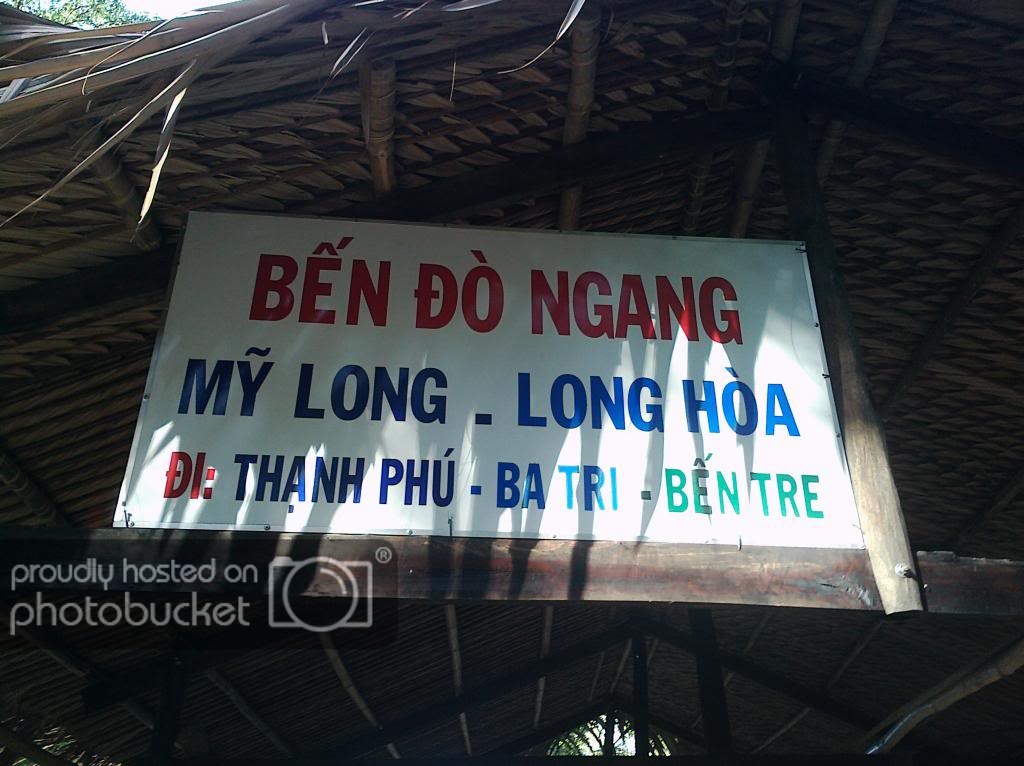 BẾN ĐÒ NGANG
MỸ LONG - LONG HÒA
ĐI: THẠNH PHÚ - BA TRI - BẾN TRE
proudly hosted on
photobucket ®